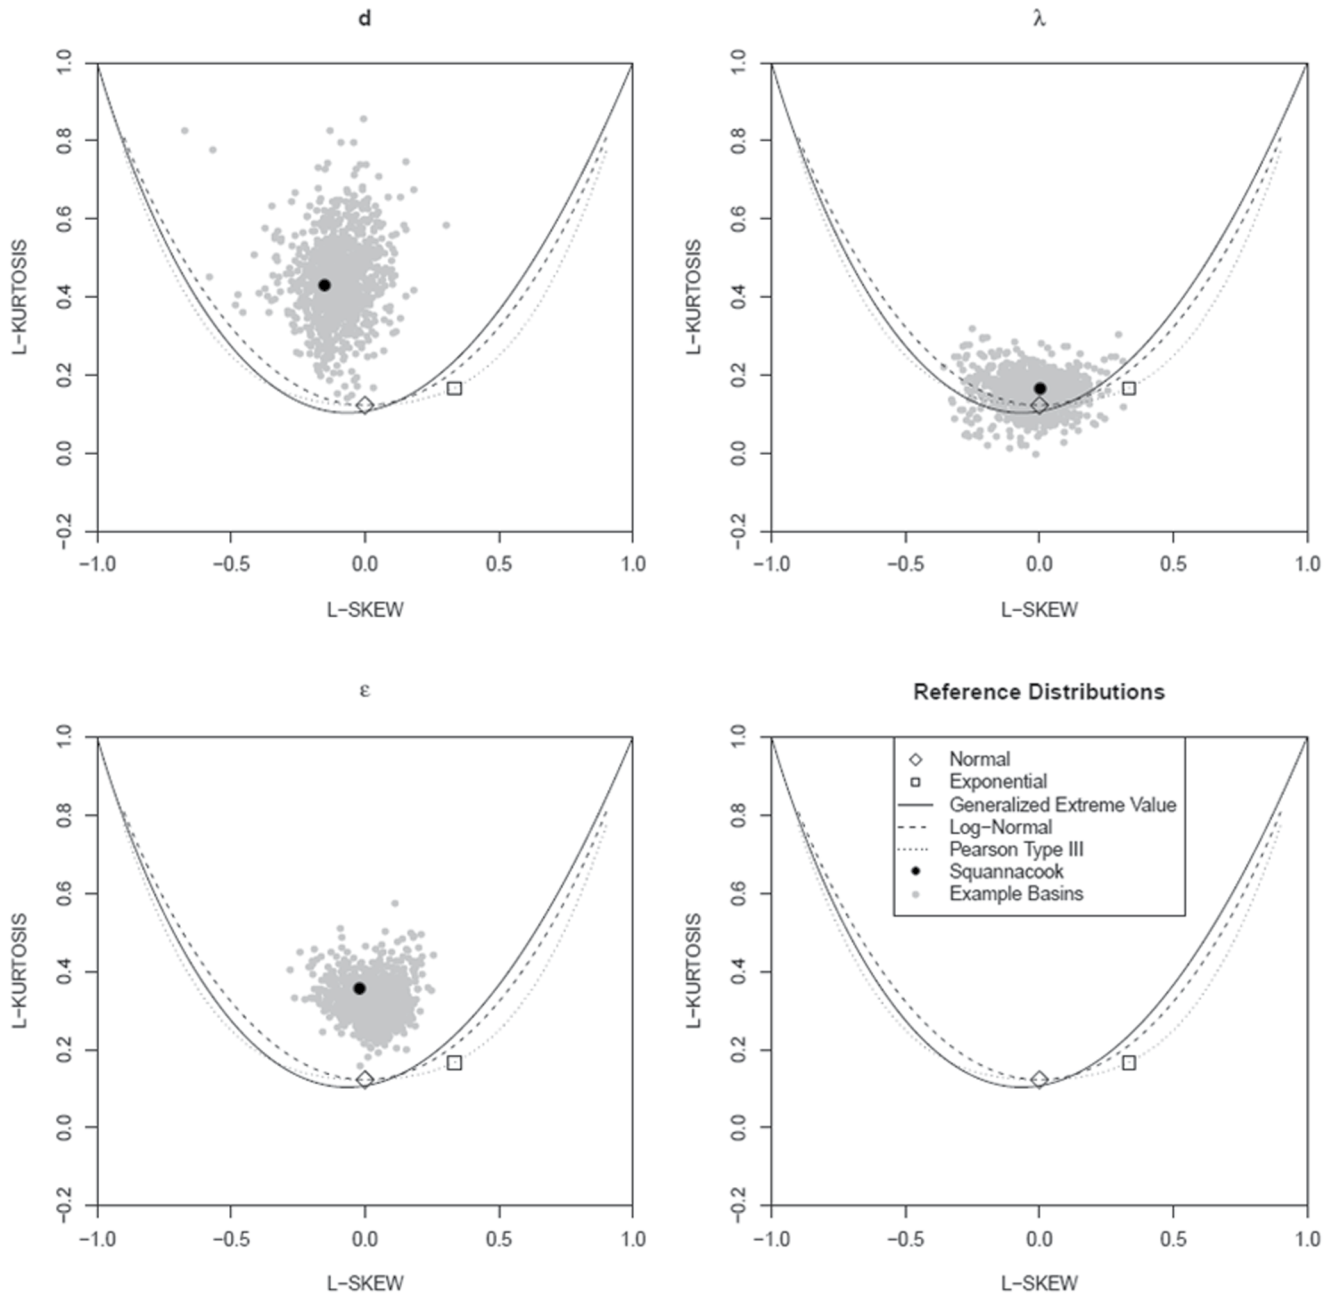 d
λ
1.0
0.8
0.6
0.4
0.2
0.0
−0.2
L−KURTOSIS
−1.0 −0.5 0.0 0.5 1.0
L−SKEW
1.0
0.8
0.6
0.4
0.2
0.0
−0.2
L−KURTOSIS
−1.0 −0.5 0.0 0.5 1.0
L−SKEW
ε
1.0
0.8
0.6
0.4
0.2
0.0
−0.2
L−KURTOSIS
−1.0 −0.5 0.0 0.5 1.0
L−SKEW
Reference Distributions
Normal
Exponential
Generalized Extreme Value
Log−Normal
Pearson Type III
Squannacook
Example Basins
1.0
0.8
0.6
0.4
0.2
0.0
−0.2
L−KURTOSIS
−1.0 −0.5 0.0 0.5 1.0
L−SKEW